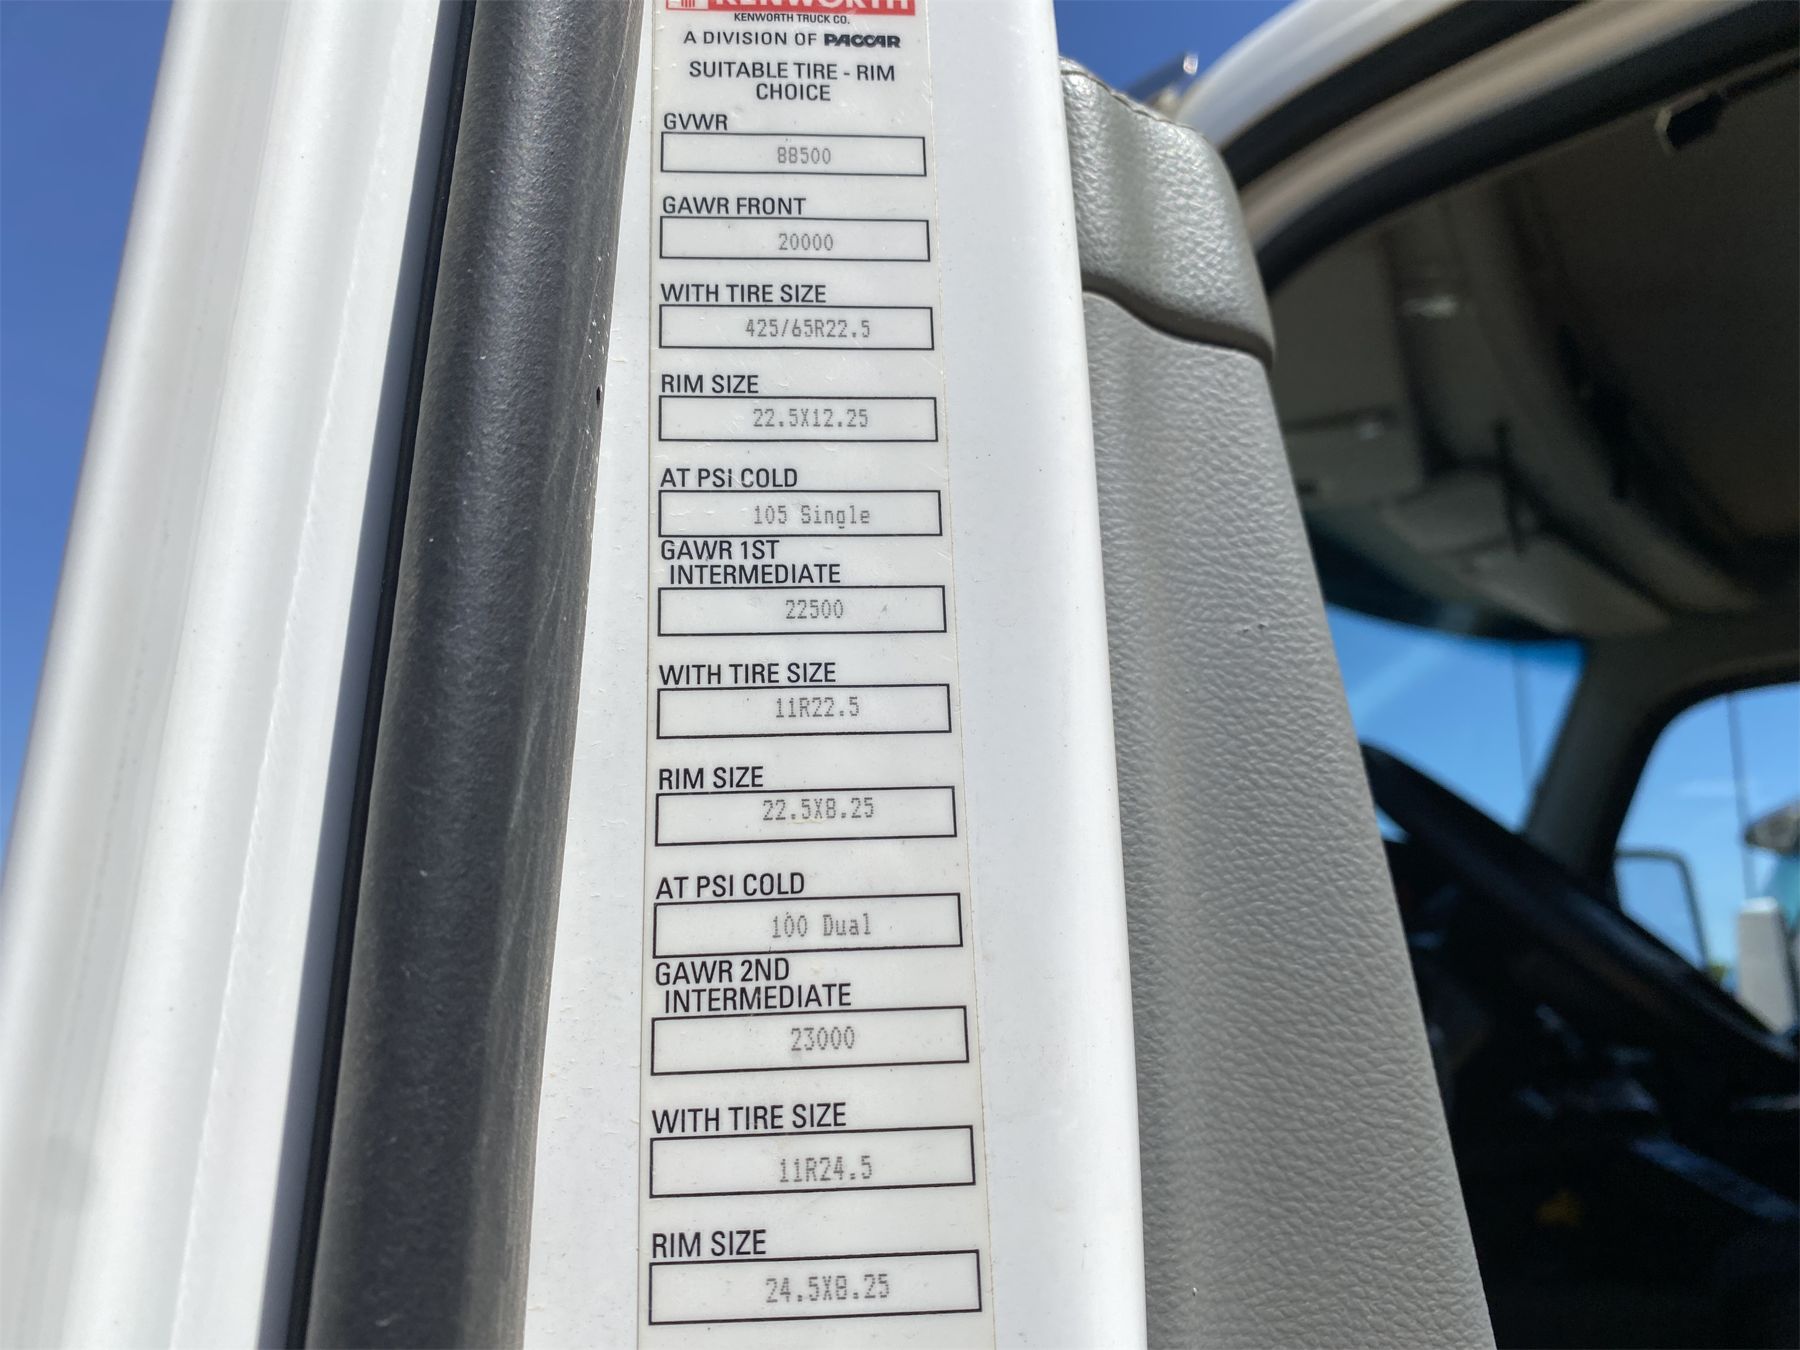 KENWORTH
KENWORTH TRUCK CO.
A DIVISION OF PACCAR
SUITABLE TIRE - RIM
CHOICE
GVWR
88500
GAWR FRONT
20000
WITH TIRE SIZE
425/65R22.5
RIM SIZE
22.5X12.25
AT PSI COLD
105 Single
GAWR 1ST
INTERMEDIATE
22500
WITH TIRE SIZE
11R22.5
RIM SIZE
22.5X8.25
AT PSI COLD
100 Dual
GAWR 2ND
INTERMEDIATE
23000
WITH TIRE SIZE
11R24.5
RIM SIZE
24.5X8.25